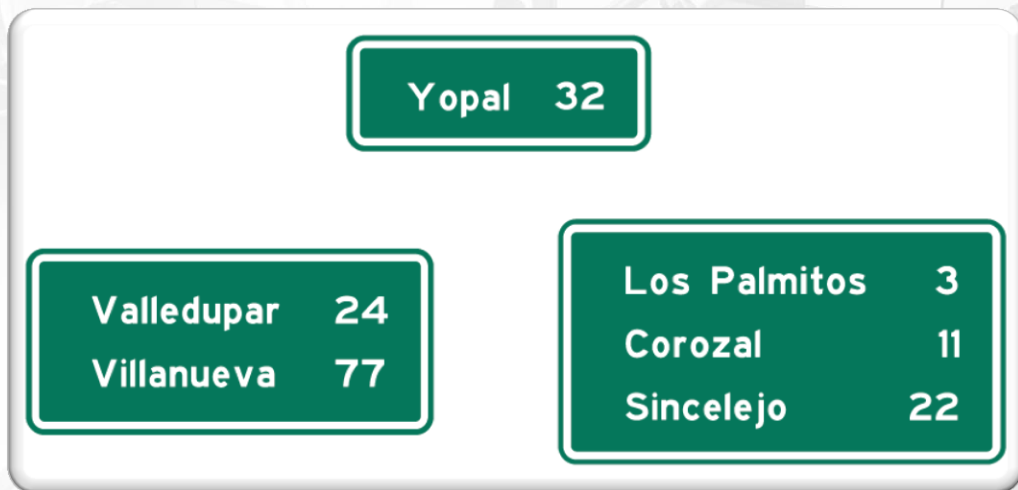 Yopal 32
Valledupar 24
Villanueva 77
Los Palmitos 3
Corozal 11
Sincelejo 22